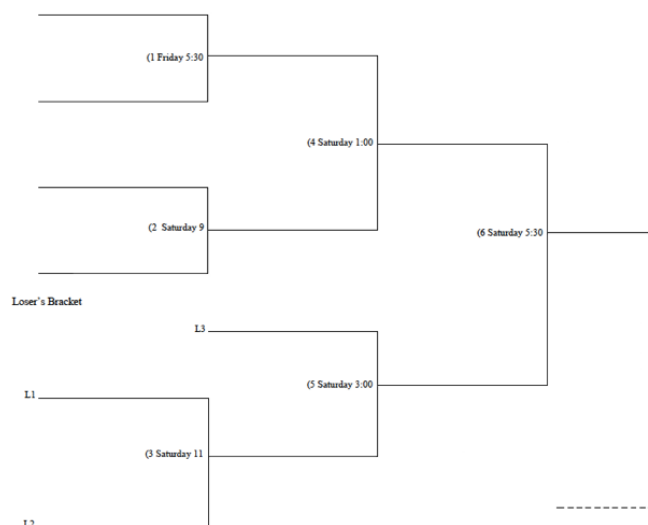 (1 Friday 5:30
(4 Saturday 1:00
(2 Saturday 9
(6 Saturday 5:30
Loser's Bracket
L3
(5 Saturday 3:00
L1
(3 Saturday 11
L2